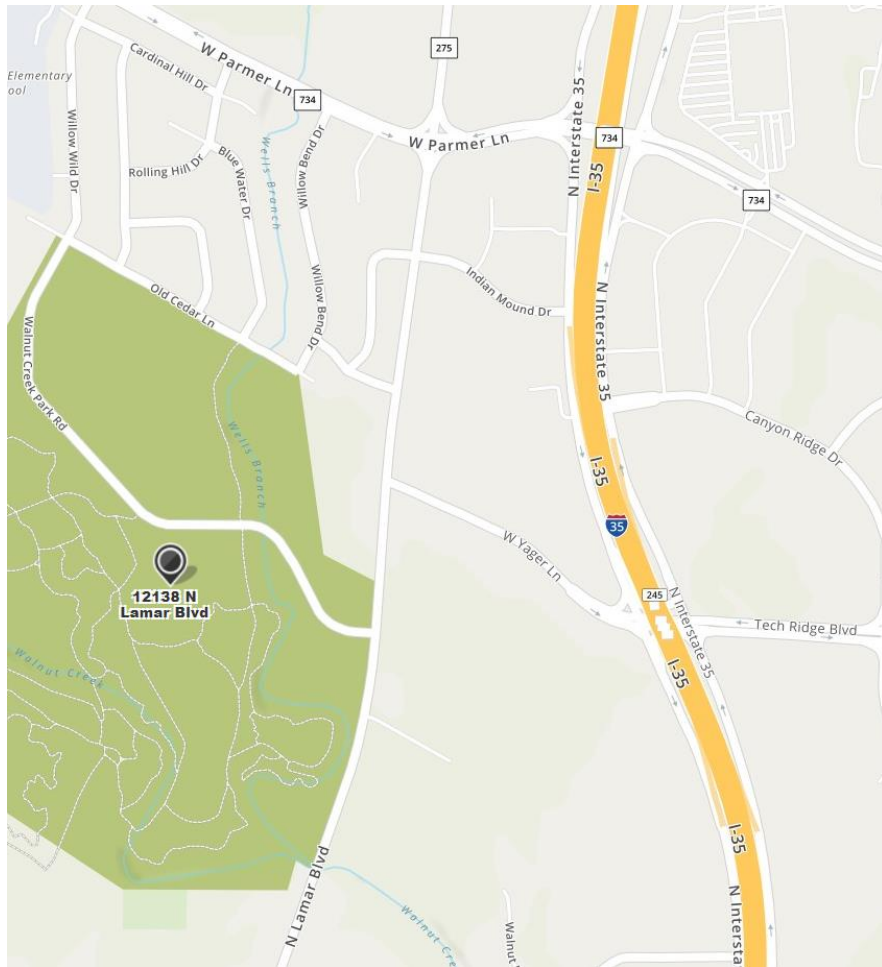 Elementary
ool
Cardinal Hill Dr
W Parmer Ln
734
275
N Interstate 35
734
I-35
W Parmer Ln
734
Willow Wild Dr
Rolling Hill Dr
Blue Water Dr
Wells Branch
Willow Bend Dr
Willow Bend Dr
Indian Mound Dr
Old Cedar Ln
N Interstate 35
Walnut Creek Park Rd
Wells Branch
Canyon Ridge Dr
I-35
35
W Yager Ln
245
N Interstate 35
Tech Ridge Blvd
12138 N
Lamar Blvd
Walnut Creek
I-35
I-35
N Lamar Blvd
Walnut Creek
Walnut
N Intersta